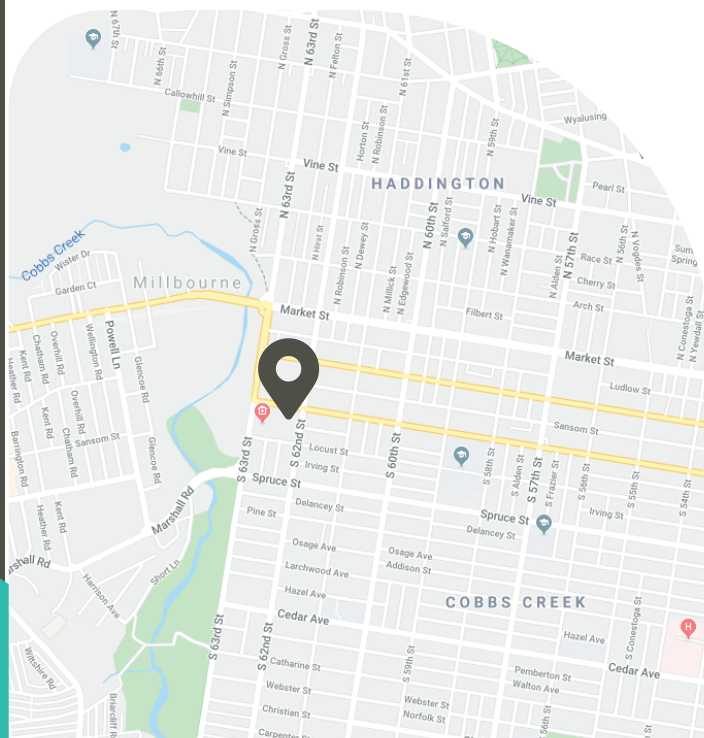 N 67th St
N 66th St
N Gross St
N 63rd St
N Felton St
N 61st St
N Simpson St
Callowhill St
Horton St
N Robinson St
N 59th St
Wyalusing
Vine St
Vine St
HADDINGTON
Vine St
Pearl St
N 63rd St
N Gross St
N Hirst St
N Dewey St
N 60th St
N Salford St
N Hobart St
N Wanamaker St
N 57th St
N Alden St
N 56th St
N Vogdes St
Sum
Spring
Race St
Cherry St
Arch St
Cobbs Creek
Wister Dr
Garden Ct
Millbourne
N Robinson St
N Millick St
N Edgewood St
Market St
Filbert St
N Conestoga St
N Yewdall St
Market St
Ludlow St
Powell Ln
Wellington Rd
Overhill Rd
Chatham Rd
Kent Rd
Heather Rd
Glencoe Rd
Overhill Rd
Kent Rd
Chatham Rd
Barrington Rd
Sansom St
Glencoe Rd
Sansom St
S 63rd St
S 62nd St
Locust St
Irving St
S 60th St
S 58th St
S Alden St
S 57th St
S Frazier St
S 56th St
S 55th St
S 54th St
Spruce St
Delancey St
Pine St
Spruce St
Delancey St
Irving St
Marshall Rd
Heather Rd
Kent Rd
rshall Rd
Short Ln
Harrison Ave
Osage Ave
Osage Ave
Larchwood Ave
Addison St
Hazel Ave
COBBS CREEK
Cedar Ave
S 63rd St
S 62nd St
S 59th St
S Conestoga St
H
Hazel Ave
Cedar Ave
Catharine St
Pemberton St
Walton Ave
Webster St
Webster St
Christian St
Norfolk St
Carpenter St
S 56th St
Wiltshire Rd
Briarcliff Rd